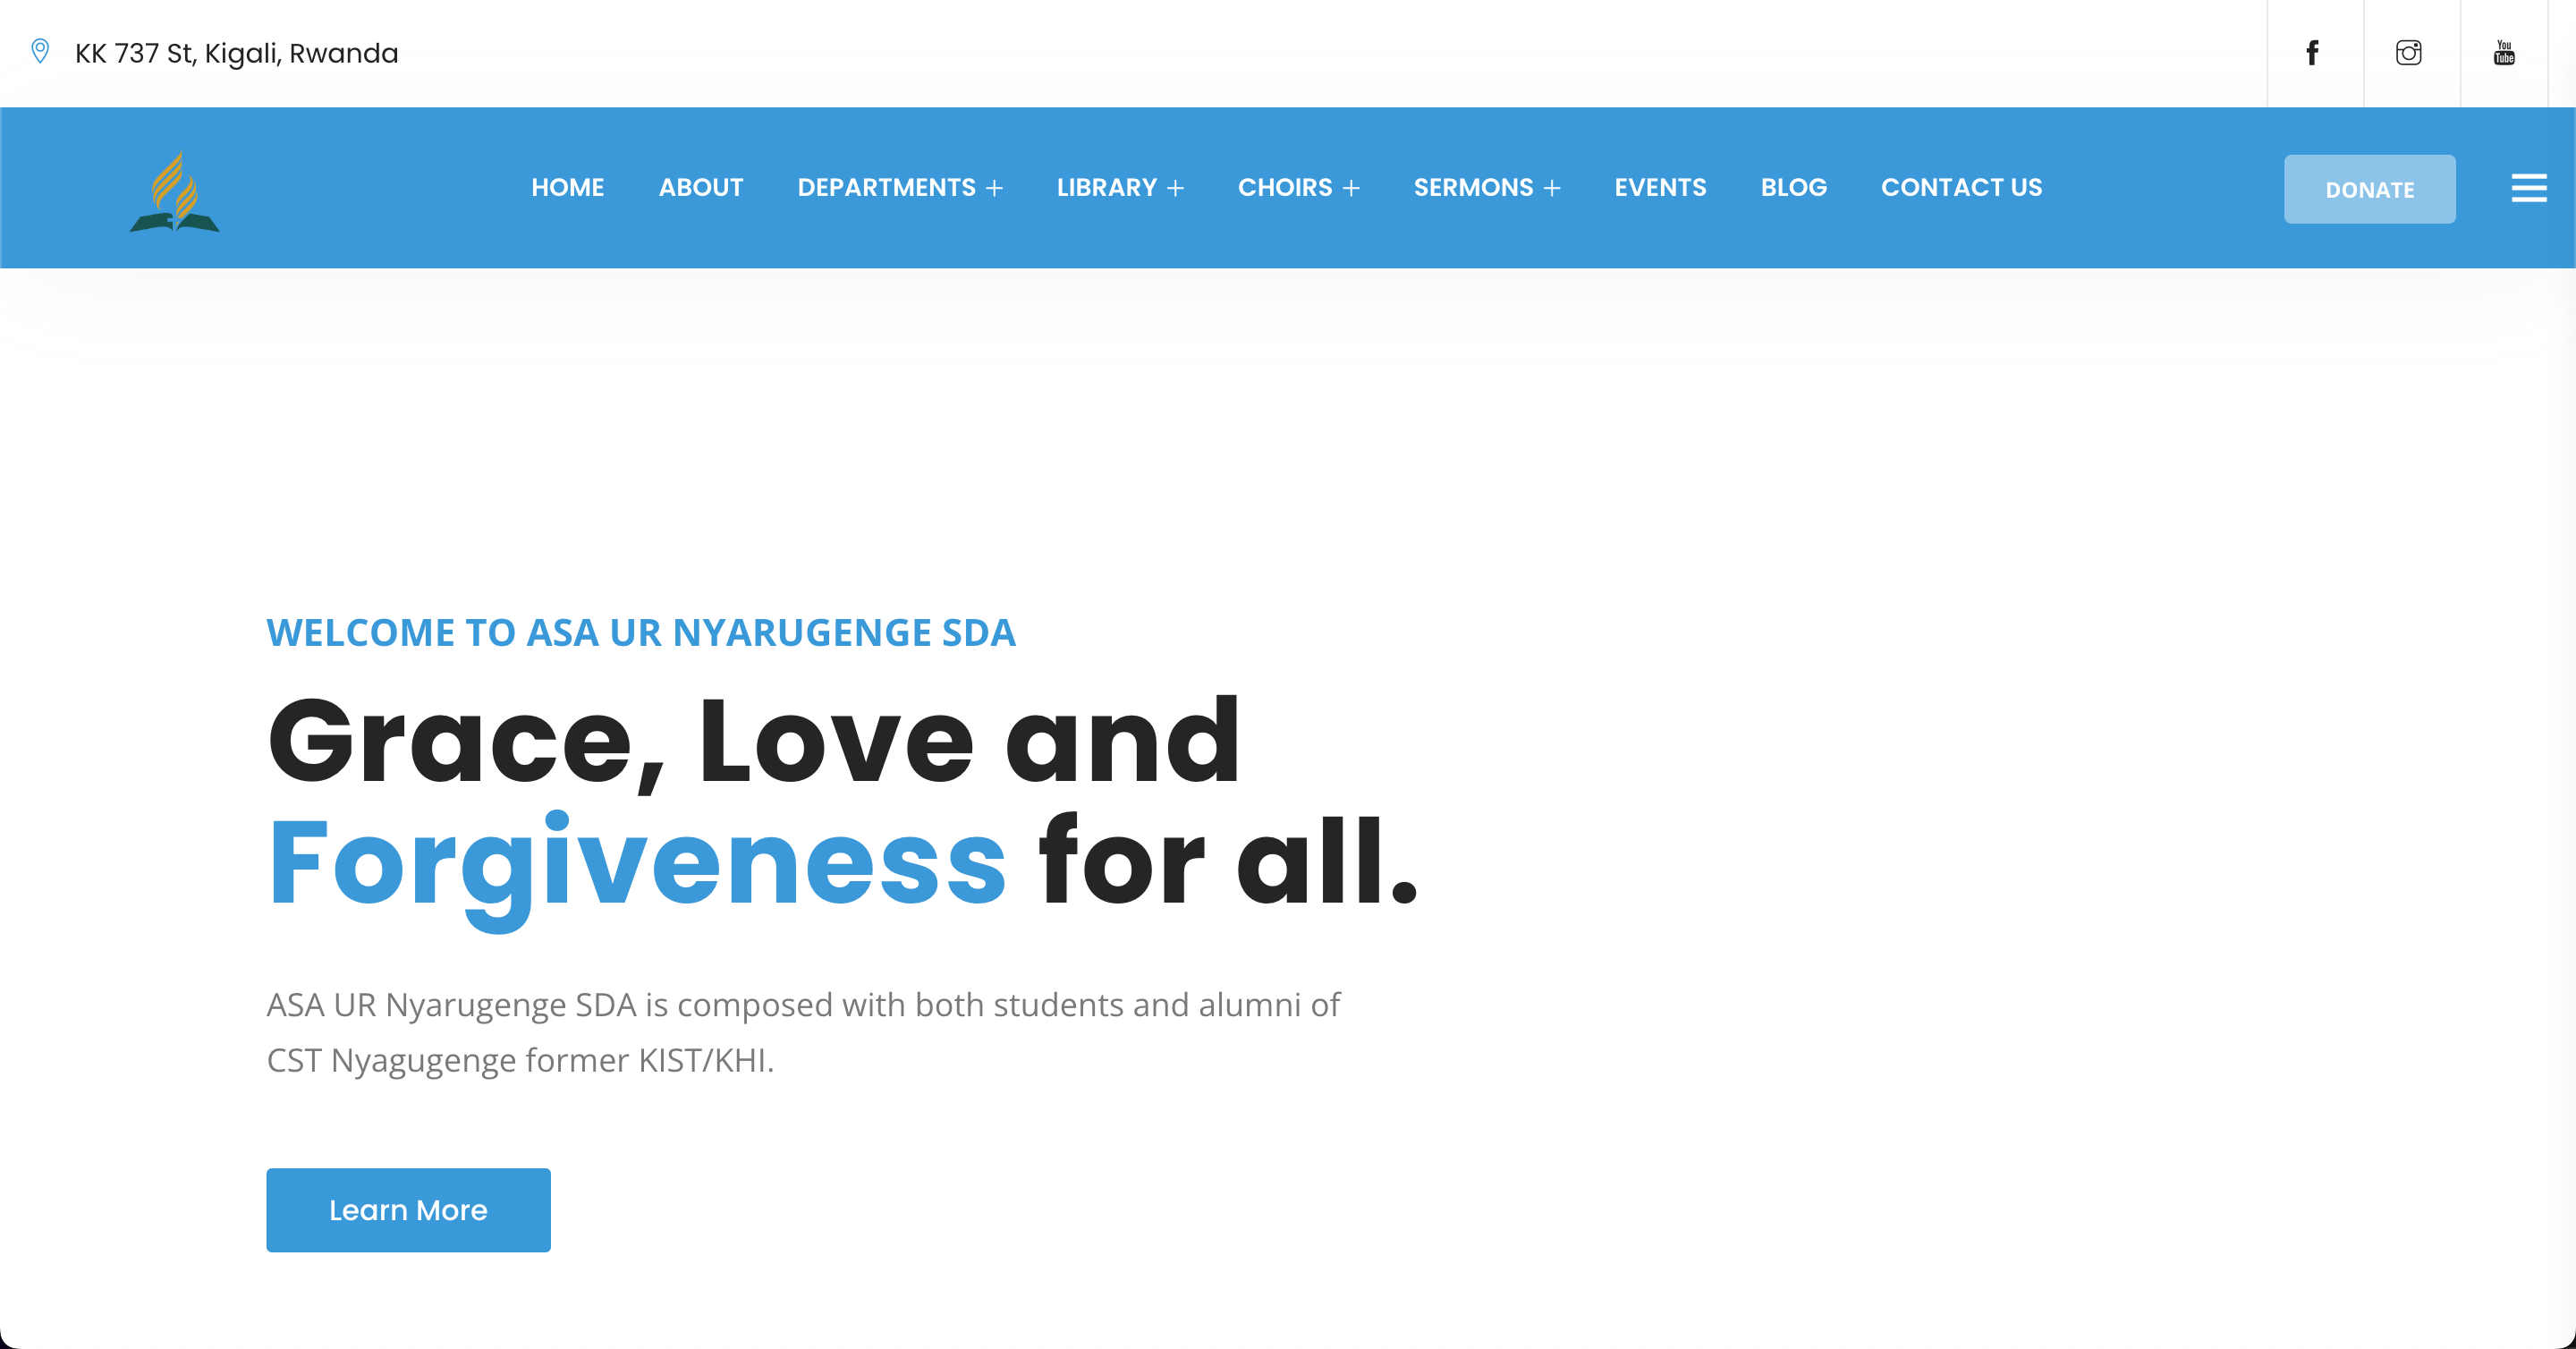 KK 737 St, Kigali, Rwanda
You
Tube
HOME ABOUT DEPARTMENTS + LIBRARY + CHOIRS + SERMONS + EVENTS BLOG CONTACT US DONATE
WELCOME TO ASA UR NYARUGENGE SDA
Grace, Love and
Forgiveness for all.
ASA UR Nyarugenge SDA is composed with both students and alumni of
CST Nyagugenge former KIST/KHI.
Learn More